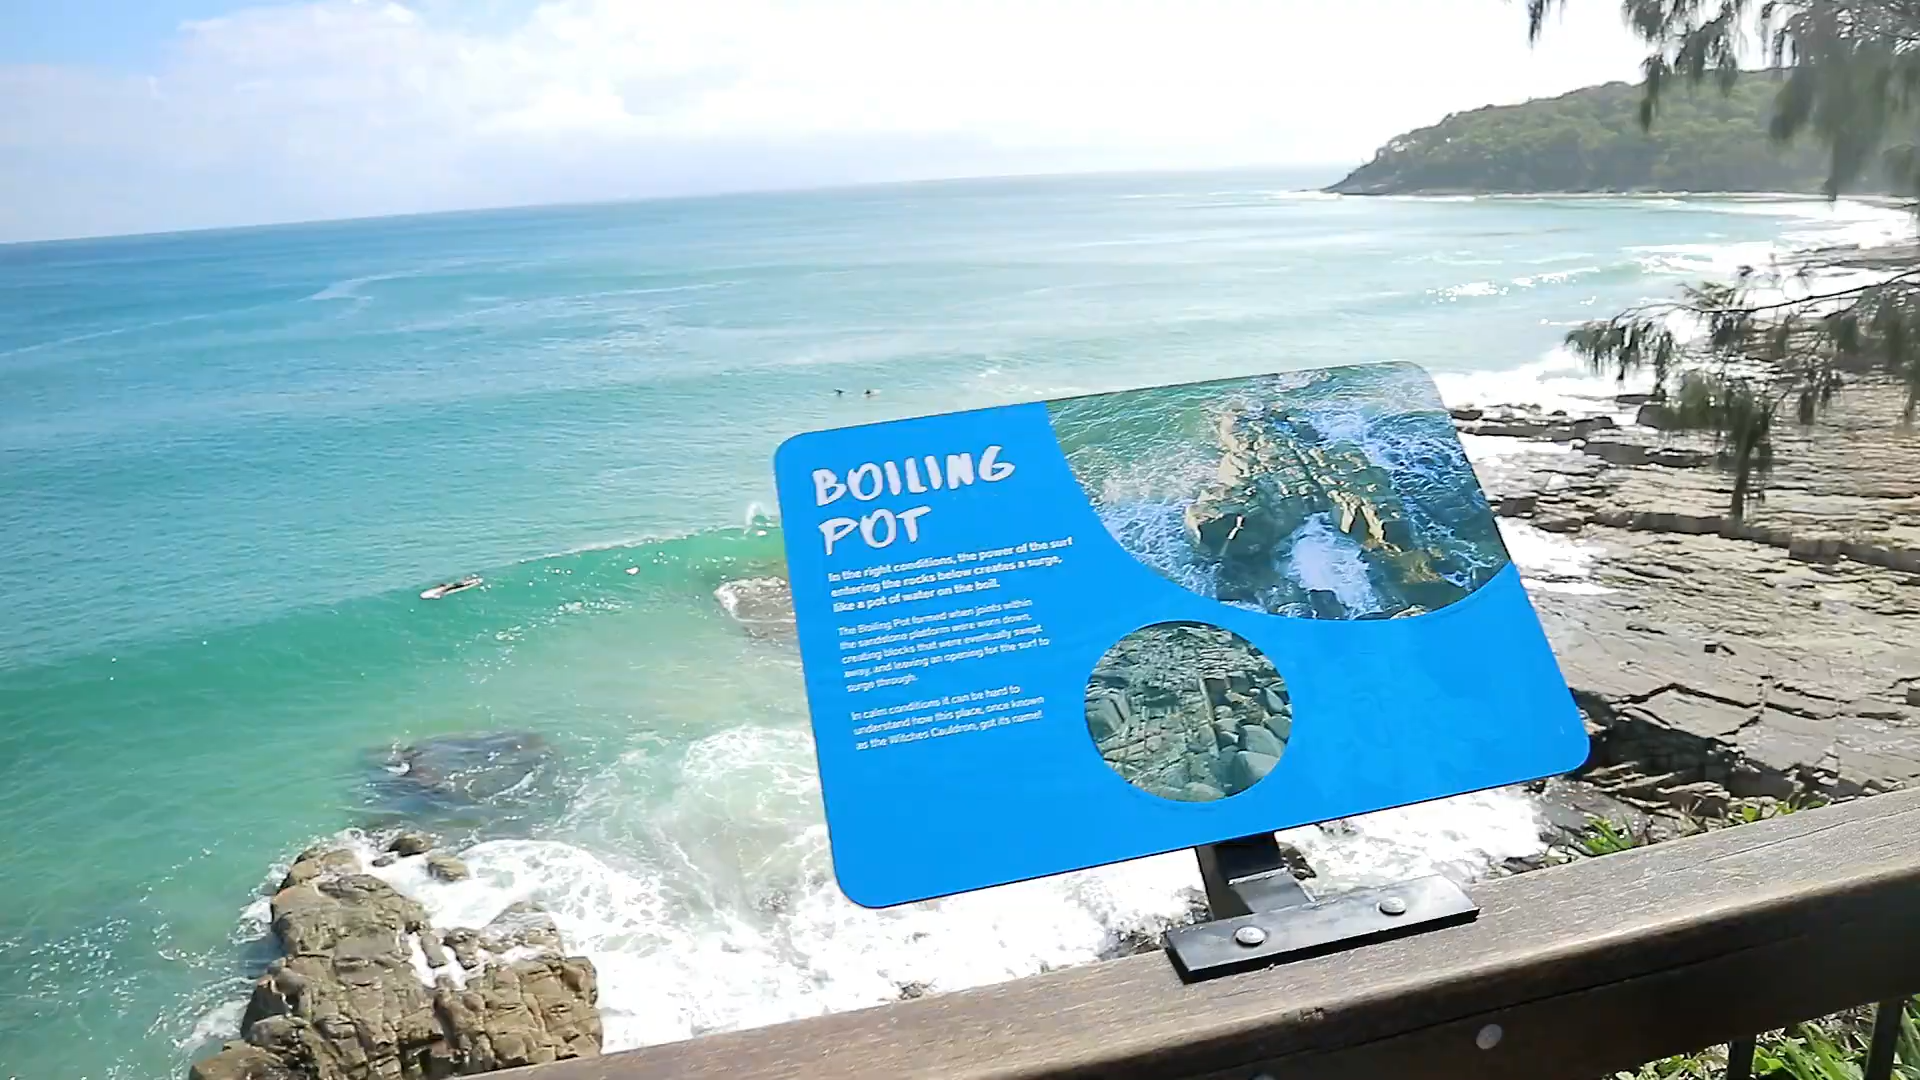 BOILING
POT
In the right conditions, the power of the surf
entering the rocks below creates a surge,
like a pot of water on the boil.
The Boiling Pot formed when joints within
the sandstone platform were worn down,
creating blocks that were eventually swept
away, and leaving an opening for the surf to
surge through.
In calm conditions it can be hard to
understand how this place, once known
as the Witches Cauldron, got its name!